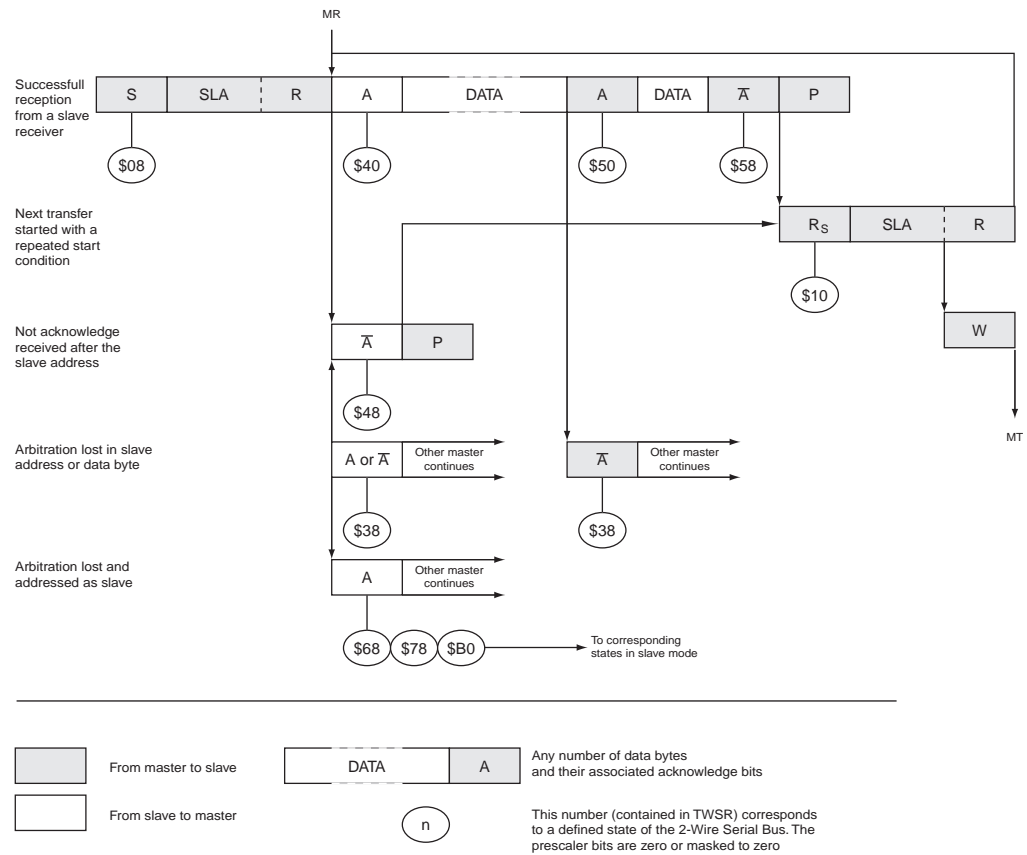 MR
Successfull
reception
from a slave
receiver
S SLA R A DATA A DATA A̅ P
$08 $40 $50 $58
Next transfer
started with a
repeated start
condition
RS SLA R
$10
Not acknowledge
received after the
slave address
A̅ P
W
$48
MT
Arbitration lost in slave
address or data byte
A or A̅
Other master
continues
A̅
Other master
continues
$38 $38
Arbitration lost and
addressed as slave
A
Other master
continues
$68 $78 $B0
To corresponding
states in slave mode
From master to slave
DATA A
Any number of data bytes
and their associated acknowledge bits
From slave to master
n
This number (contained in TWSR) corresponds
to a defined state of the 2-Wire Serial Bus. The
prescaler bits are zero or masked to zero